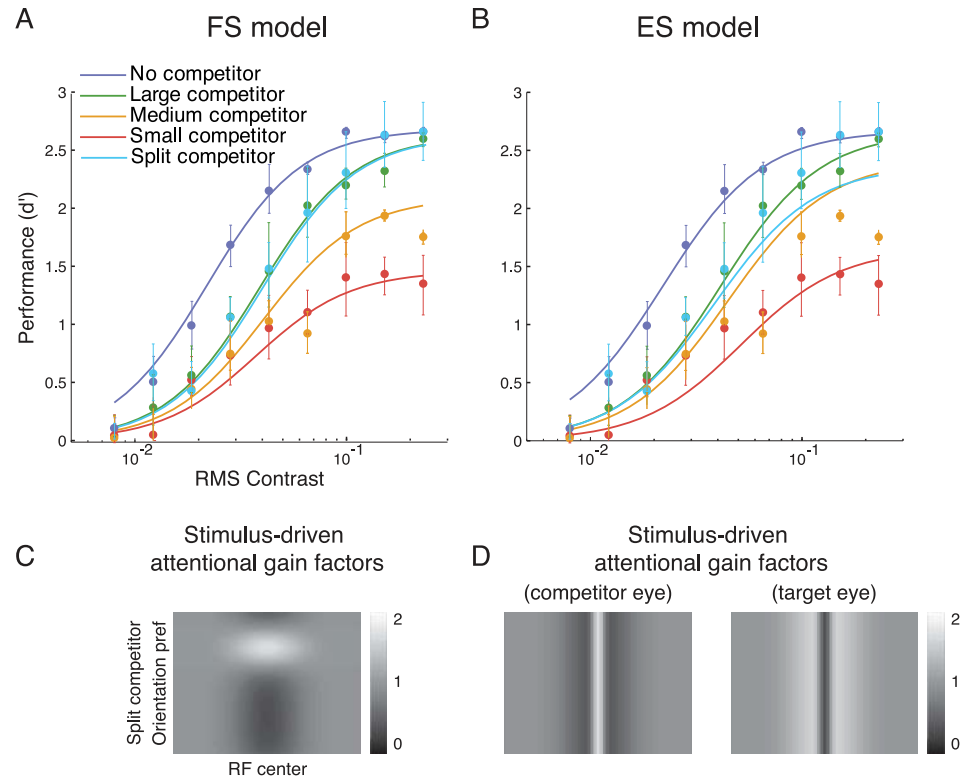 A
FS model
B
ES model
No competitor
Large competitor
Medium competitor
Small competitor
Split competitor
Performance (d')
3
2.5
2
1.5
1
0.5
0
10-2
10-1
RMS Contrast
3
2.5
2
1.5
1
0.5
0
10-2
10-1
C
Stimulus-driven
attentional gain factors
D
Stimulus-driven
attentional gain factors
(competitor eye)
(target eye)
Split competitor
Orientation pref
2
1
0
RF center
2
1
0